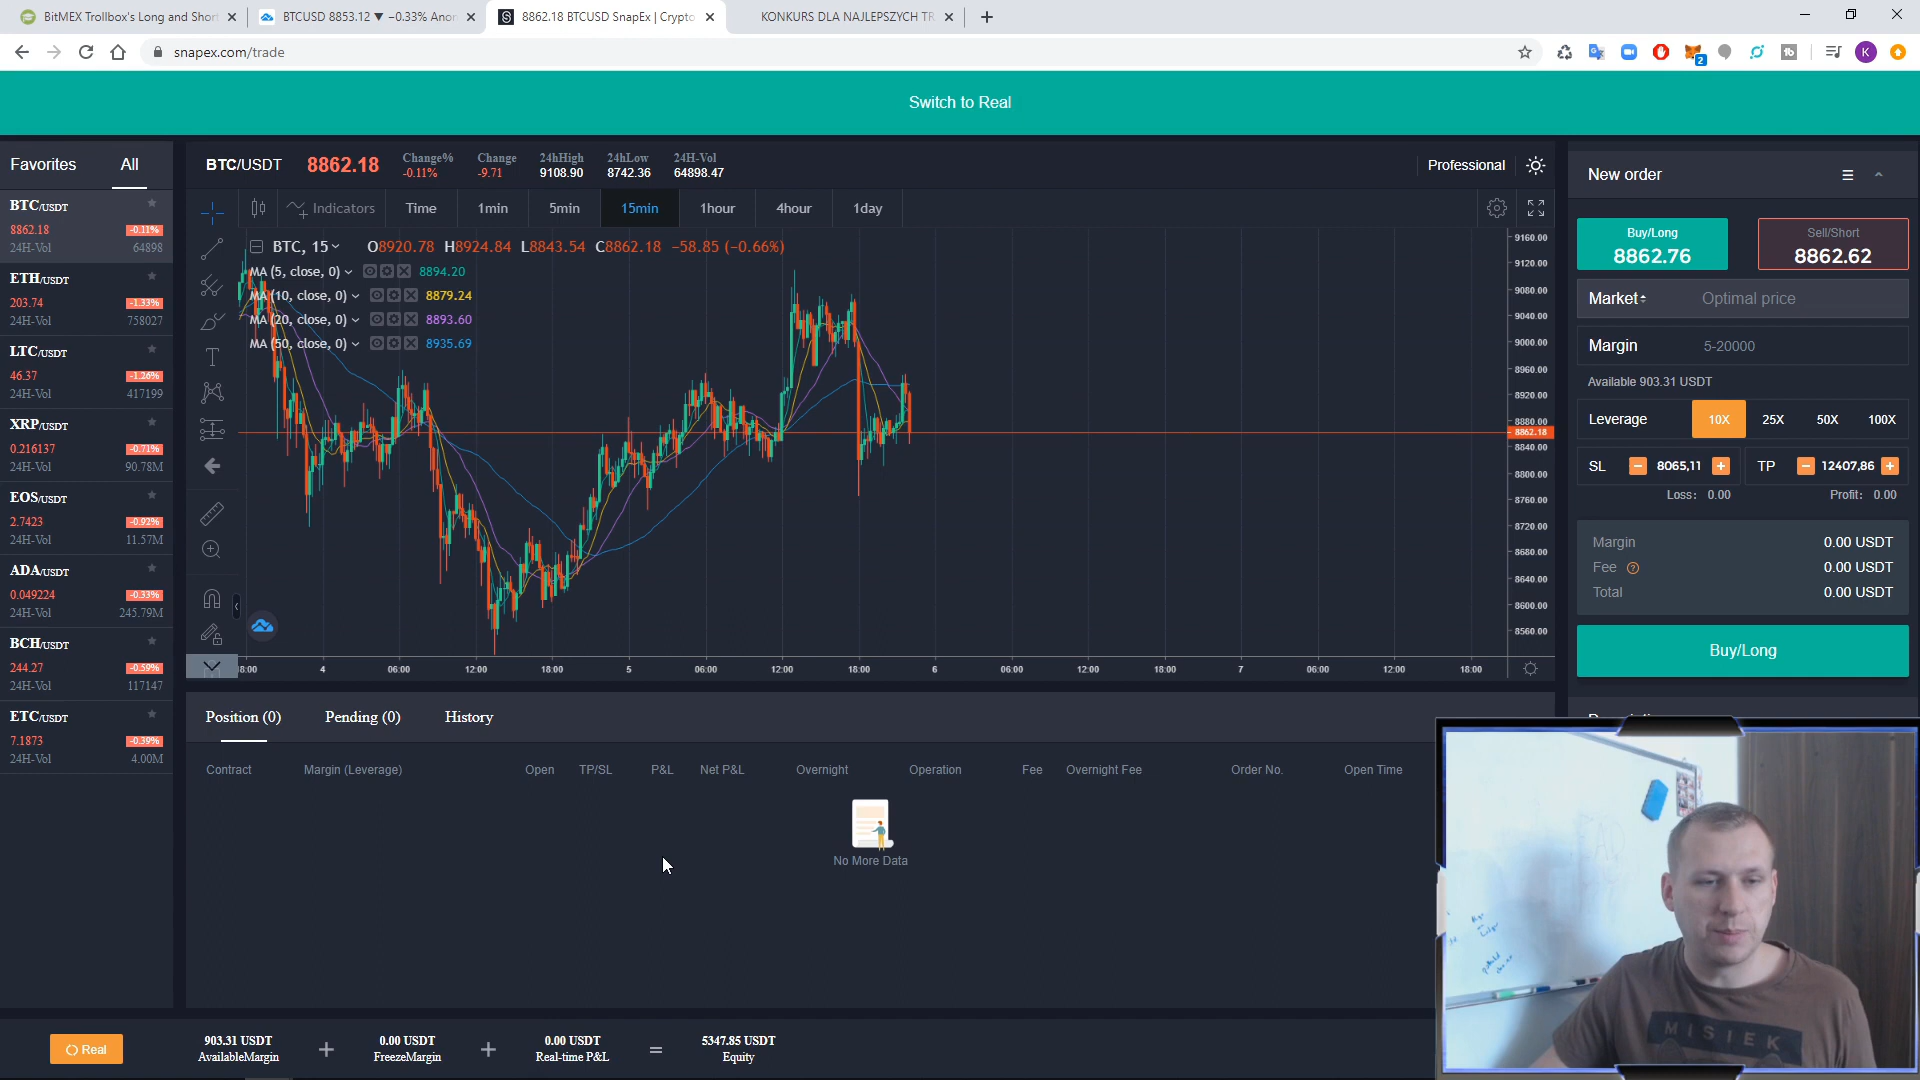 BitMEX Trollbox's Long and Short
BTCUSD 8853.12 ▼ −0.33% Anon
8862.18 BTCUSD SnapEx | Crypto
KONKURS DLA NAJLEPSZYCH TR
snapex.com/trade
2
K
Switch to Real
Favorites
All
BTC/USDT
8862.18
-0.11%
24H-Vol
64898
ETH/USDT
203.74
-1.33%
24H-Vol
758027
LTC/USDT
46.37
-1.26%
24H-Vol
417199
XRP/USDT
0.216137
-0.71%
24H-Vol
90.78M
EOS/USDT
2.7423
-0.92%
24H-Vol
11.57M
ADA/USDT
0.049224
-0.33%
24H-Vol
245.79M
BCH/USDT
244.27
-0.59%
24H-Vol
117147
ETC/USDT
7.1873
-0.39%
24H-Vol
4.00M
BTC/USDT
8862.18
Change%
-0.11%
Change
-9.71
24hHigh
9108.90
24hLow
8742.36
24H-Vol
64898.47
Professional
Indicators
Time
1min
5min
15min
1hour
4hour
1day
BTC, 15
O8920.78 H8924.84 L8843.54 C8862.18 −58.85 (−0.66%)
MA (5, close, 0)
8894.20
MA (10, close, 0)
8879.24
MA (20, close, 0)
8893.60
MA (50, close, 0)
8935.69
9160.00
9120.00
9080.00
9040.00
9000.00
8960.00
8920.00
8880.00
8862.18
8840.00
8800.00
8760.00
8720.00
8680.00
8640.00
8600.00
8560.00
8:00
4
06:00
12:00
18:00
5
06:00
12:00
18:00
6
06:00
12:00
18:00
7
06:00
12:00
18:00
New order
Buy/Long
8862.76
Sell/Short
8862.62
Market
Optimal price
Margin
5-20000
Available 903.31 USDT
Leverage
10X
25X
50X
100X
SL
8065,11
TP
12407,86
Loss: 0.00
Profit: 0.00
Margin
0.00 USDT
Fee
0.00 USDT
Total
0.00 USDT
Buy/Long
Position (0)
Pending (0)
History
Contract
Margin (Leverage)
Open
TP/SL
P&L
Net P&L
Overnight
Operation
Fee
Overnight Fee
Order No.
Open Time
No More Data
MISIEK
Real
903.31 USDT
AvailableMargin
+
0.00 USDT
FreezeMargin
+
0.00 USDT
Real-time P&L
=
5347.85 USDT
Equity